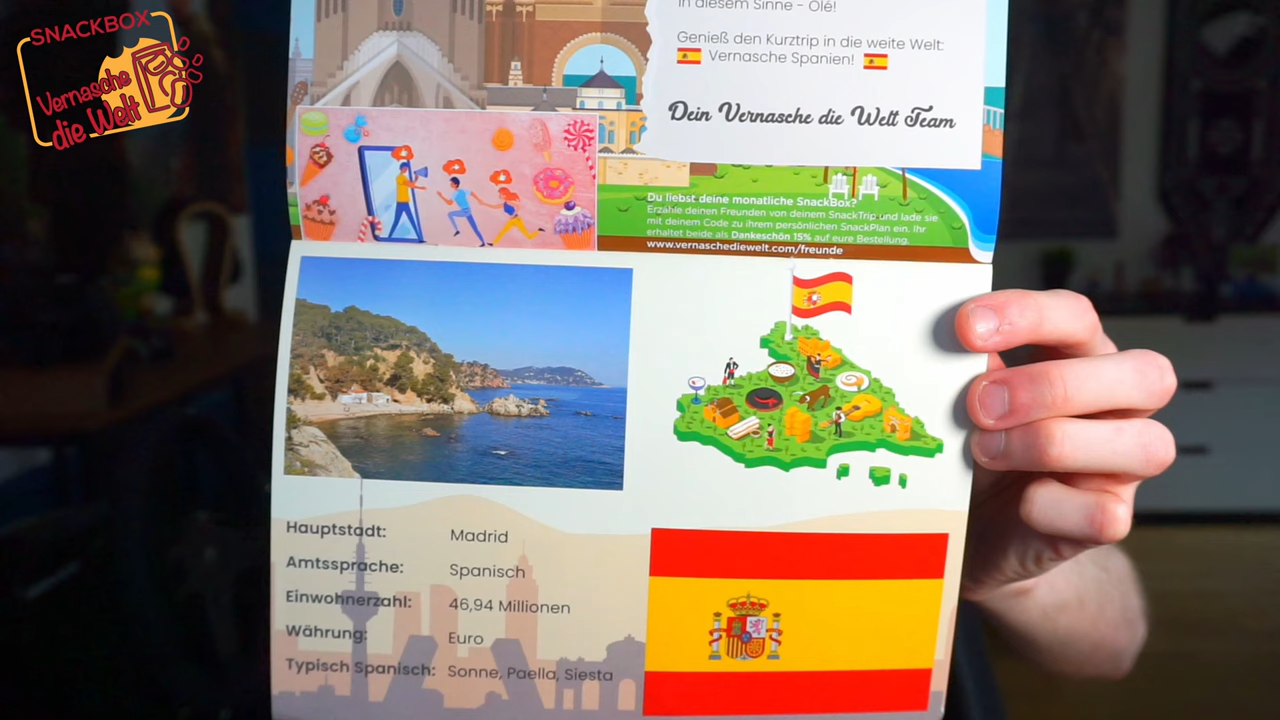 SNACKBOX
Vernasche
die Welt
In diesem Sinne - Olé!
Genieß den Kurztrip in die weite Welt:
Vernasche Spanien!
Dein Vernasche die Welt Team
Du liebst deine monatliche SnackBox?
Erzähle deinen Freunden von deinem SnackTrip und lade sie
mit deinem Code zu ihrem persönlichen SnackPlan ein. Ihr
erhaltet beide als Dankeschön 15% auf eure Bestellung.
www.vernaschediewelt.com/freunde
Hauptstadt: Madrid
Amtssprache: Spanisch
Einwohnerzahl: 46,94 Millionen
Währung: Euro
Typisch Spanisch: Sonne, Paella, Siesta